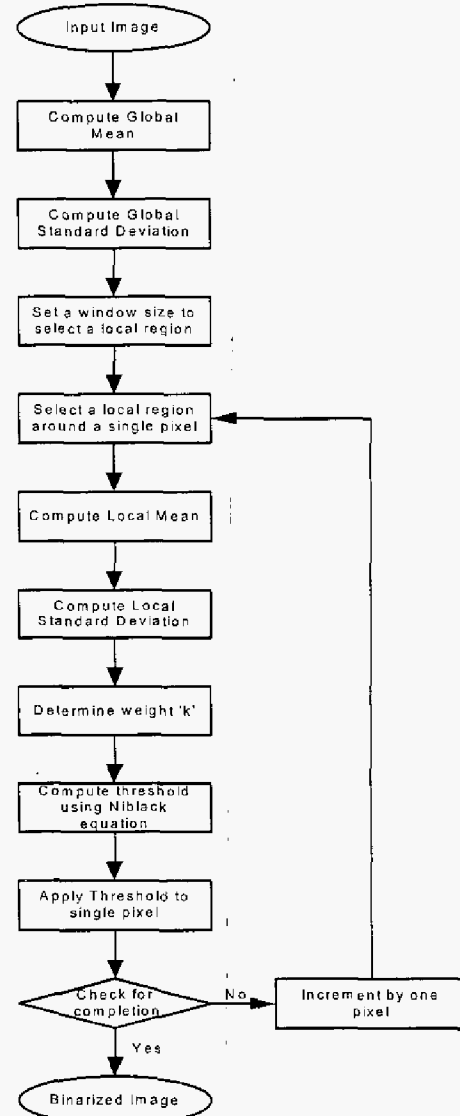 Input Image
Compute Global
Mean
Compute Global
Standard Deviation
Set a window size to
select a local region
Select a local region
around a single pixel
Compute Local Mean
Compute Local
Standard Deviation
Determine weight 'k'
Compute threshold
using Niblack
equation
Apply Threshold to
single pixel
Check for
completion
No
Increment by one
pixel
Yes
Binarized Image